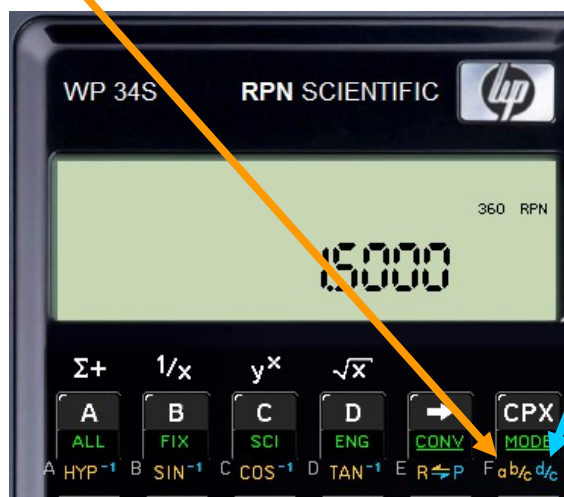 WP 34S RPN SCIENTIFIC hp
360 RPN
1.5000
Σ+ 1/x yˣ √x
A B C D → CPX
ALL FIX SCI ENG CONV MODE
A HYP⁻¹ B SIN⁻¹ C COS⁻¹ D TAN⁻¹ E R⇆P F a b/c d/c